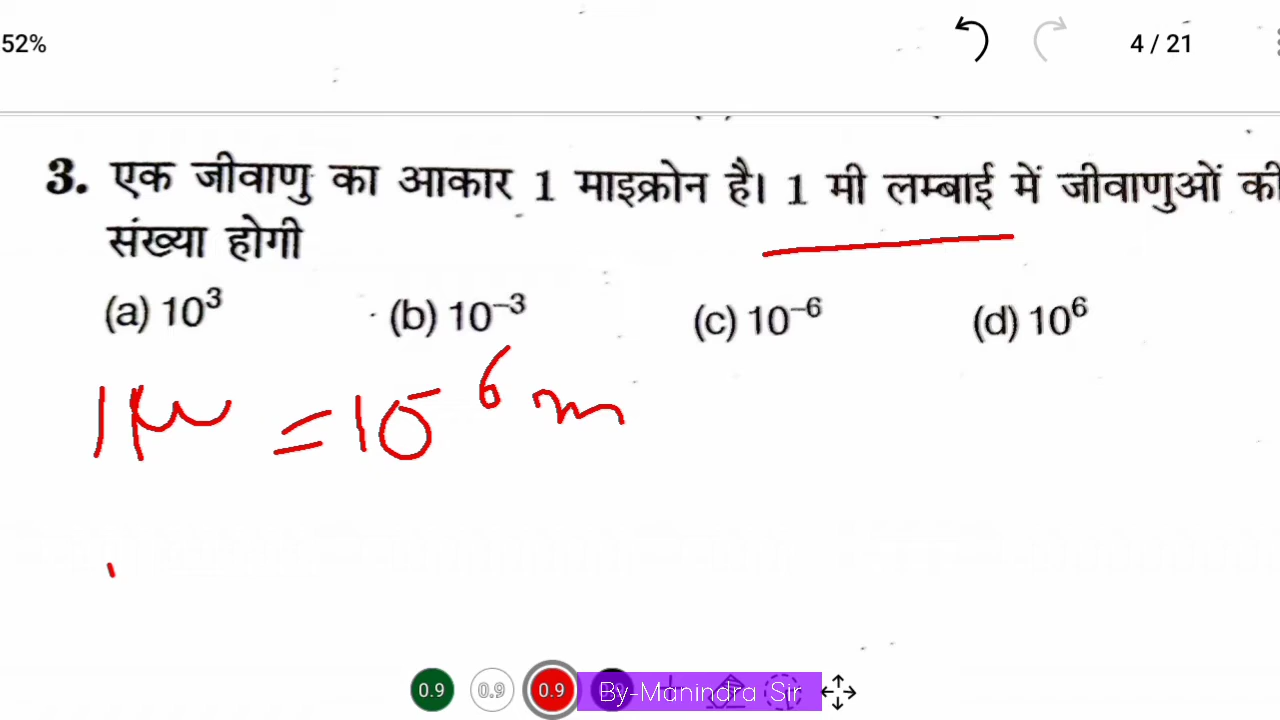 52%
4 / 21
3. एक जीवाणु का आकार 1 माइक्रोन है। 1 मी लम्बाई में जीवाणुओं की
संख्या होगी
(a) 10³ (b) 10⁻³ (c) 10⁻⁶ (d) 10⁶
1μ = 10⁻⁶ m
0.9 0.9 0.9
By-Manindra Sir